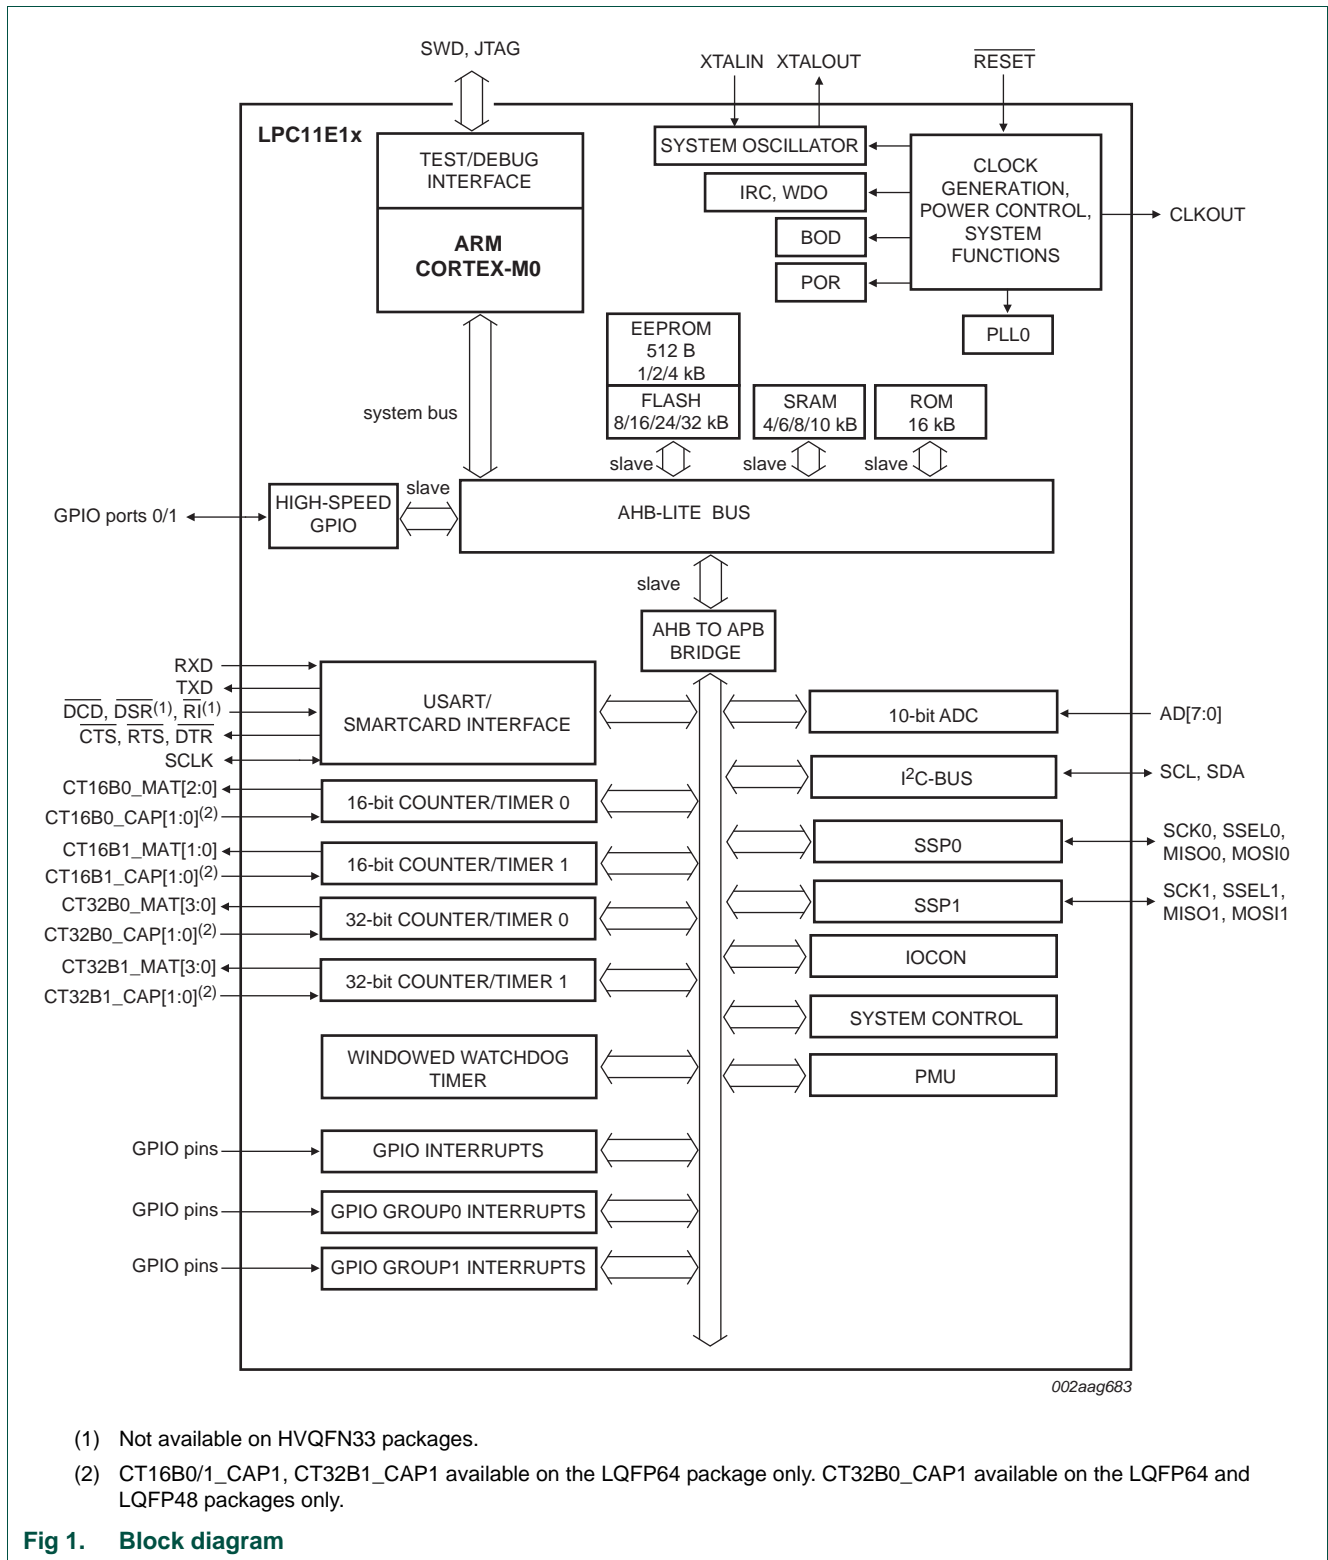 SWD, JTAG
XTALIN XTALOUT
RESET
LPC11E1x
TEST/DEBUG
INTERFACE
ARM
CORTEX-M0
SYSTEM OSCILLATOR
IRC, WDO
BOD
POR
CLOCK
GENERATION,
POWER CONTROL,
SYSTEM
FUNCTIONS
CLKOUT
PLL0
EEPROM
512 B
1/2/4 kB
FLASH
8/16/24/32 kB
SRAM
4/6/8/10 kB
ROM
16 kB
system bus
slave
slave
slave
slave
GPIO ports 0/1
HIGH-SPEED
GPIO
AHB-LITE BUS
slave
AHB TO APB
BRIDGE
RXD
TXD
DCD, DSR(1), RI(1)
CTS, RTS, DTR
SCLK
USART/
SMARTCARD INTERFACE
CT16B0_MAT[2:0]
CT16B0_CAP[1:0](2)
16-bit COUNTER/TIMER 0
CT16B1_MAT[1:0]
CT16B1_CAP[1:0](2)
16-bit COUNTER/TIMER 1
CT32B0_MAT[3:0]
CT32B0_CAP[1:0](2)
32-bit COUNTER/TIMER 0
CT32B1_MAT[3:0]
CT32B1_CAP[1:0](2)
32-bit COUNTER/TIMER 1
WINDOWED WATCHDOG
TIMER
GPIO pins
GPIO INTERRUPTS
GPIO pins
GPIO GROUP0 INTERRUPTS
GPIO pins
GPIO GROUP1 INTERRUPTS
10-bit ADC
AD[7:0]
I2C-BUS
SCL, SDA
SSP0
SCK0, SSEL0,
MISO0, MOSI0
SSP1
SCK1, SSEL1,
MISO1, MOSI1
IOCON
SYSTEM CONTROL
PMU
002aag683
(1) Not available on HVQFN33 packages.
(2) CT16B0/1_CAP1, CT32B1_CAP1 available on the LQFP64 package only. CT32B0_CAP1 available on the LQFP64 and
LQFP48 packages only.
Fig 1. Block diagram